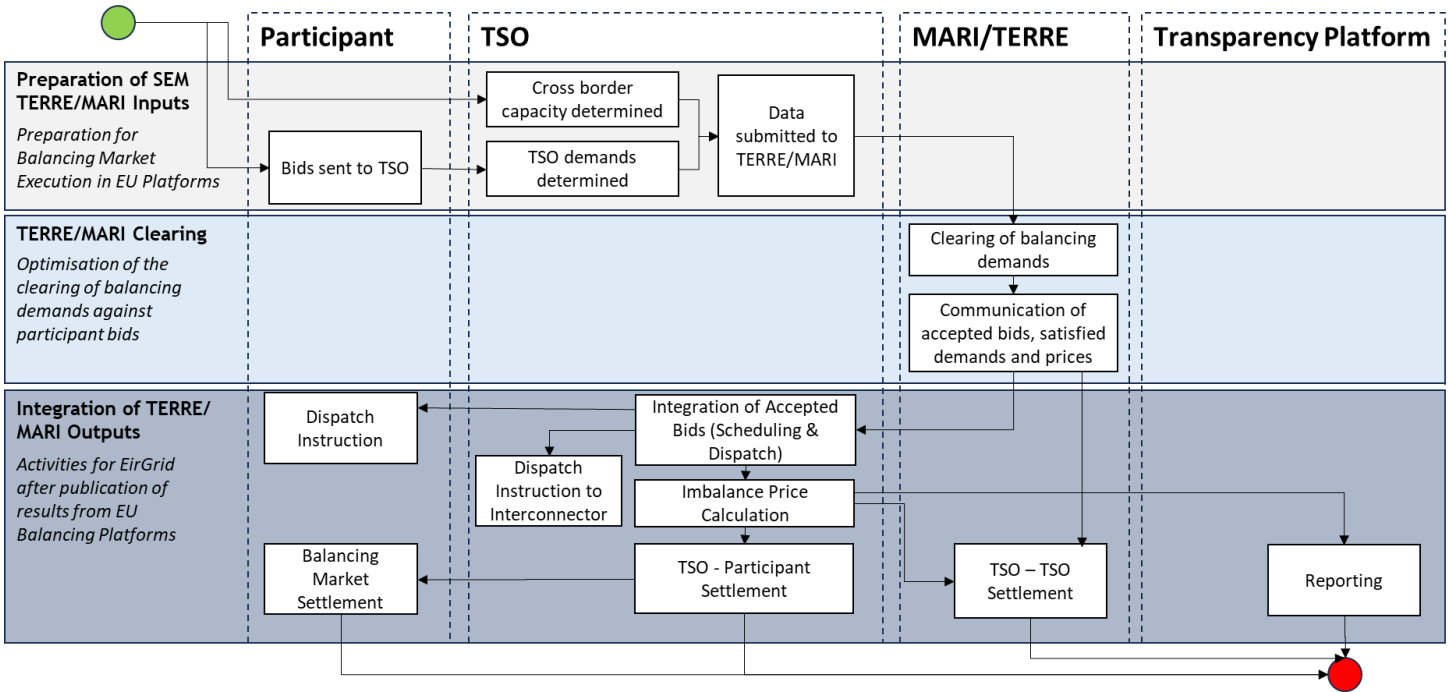 Participant
TSO
MARI/TERRE
Transparency Platform
Preparation of SEM
TERRE/MARI Inputs
Preparation for
Balancing Market
Execution in EU Platforms
Bids sent to TSO
Cross border
capacity determined
TSO demands
determined
Data
submitted to
TERRE/MARI
TERRE/MARI Clearing
Optimisation of the
clearing of balancing
demands against
participant bids
Clearing of balancing
demands
Communication of
accepted bids, satisfied
demands and prices
Integration of TERRE/
MARI Outputs
Activities for EirGrid
after publication of
results from EU
Balancing Platforms
Dispatch
Instruction
Integration of Accepted
Bids (Scheduling &
Dispatch)
Dispatch
Instruction to
Interconnector
Imbalance Price
Calculation
Balancing
Market
Settlement
TSO - Participant
Settlement
TSO – TSO
Settlement
Reporting